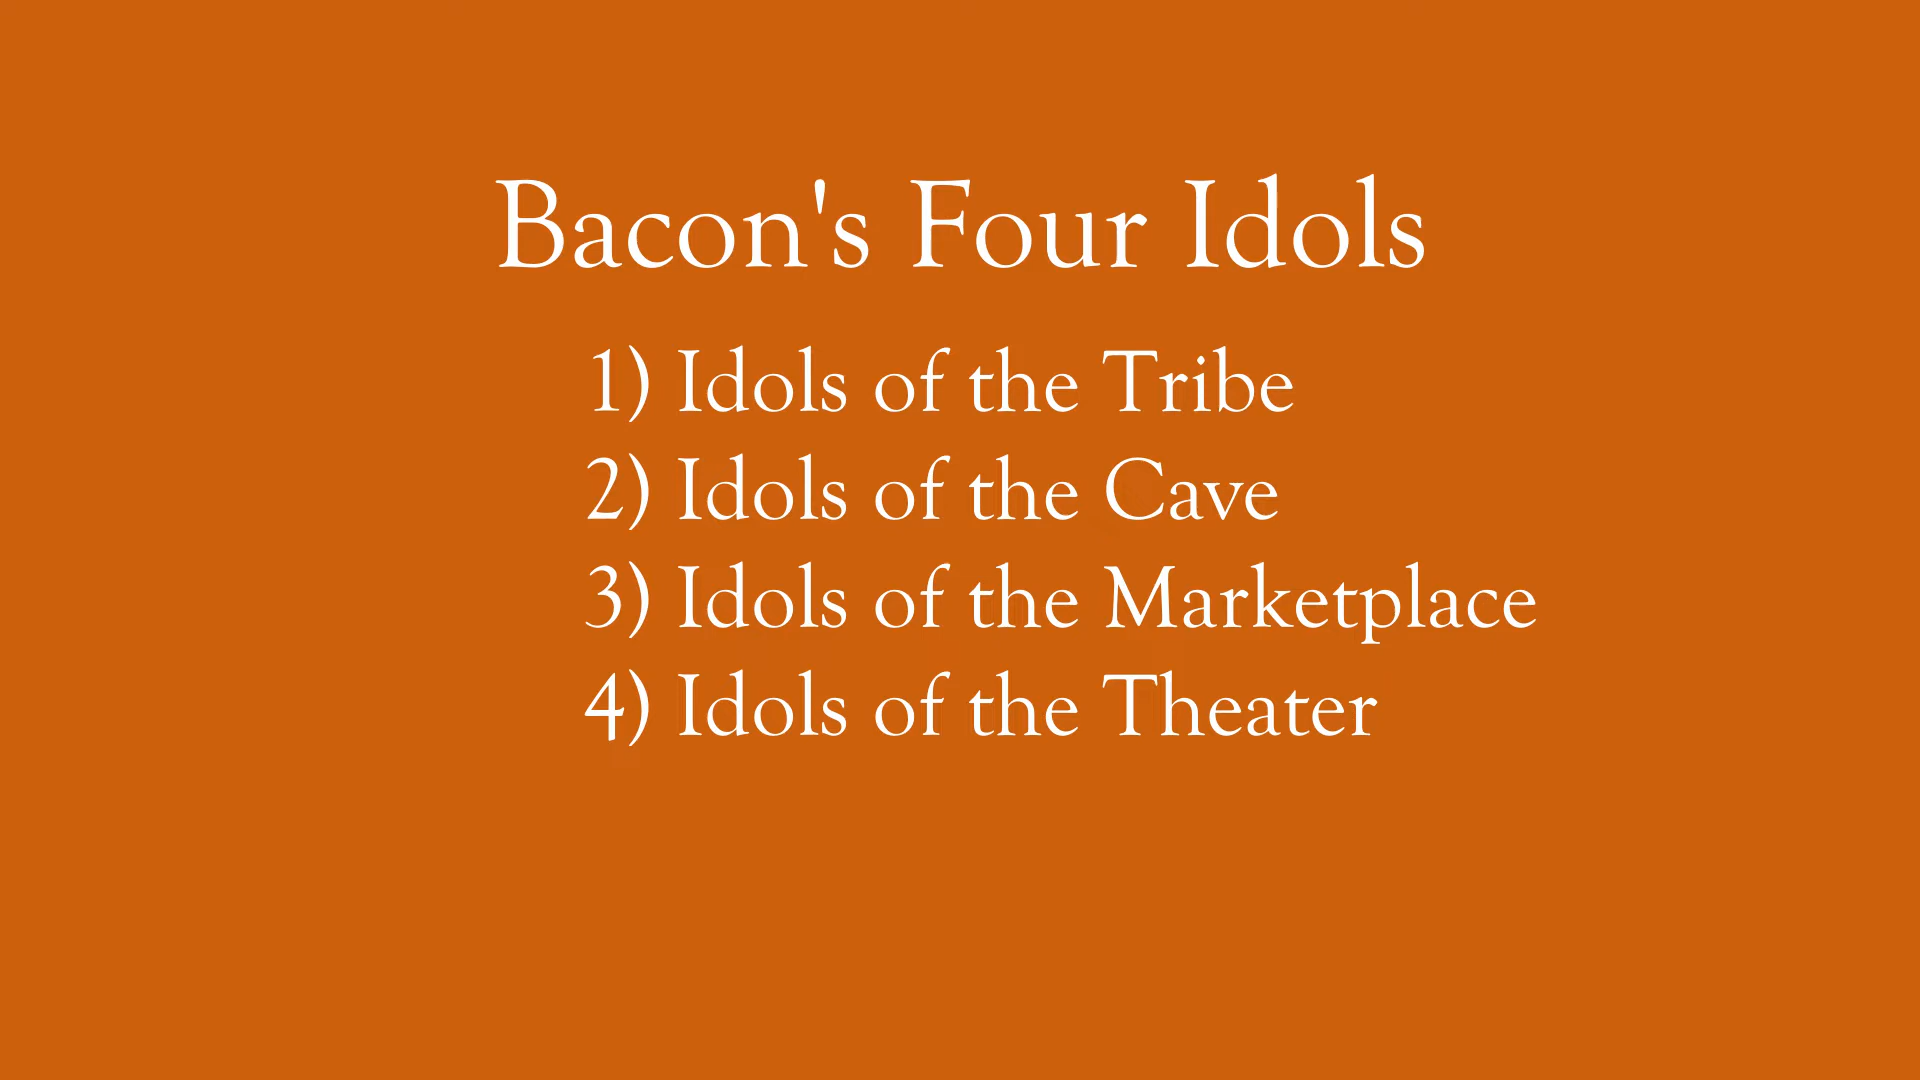 Bacon's Four Idols
1) Idols of the Tribe
2) Idols of the Cave
3) Idols of the Marketplace
4) Idols of the Theater